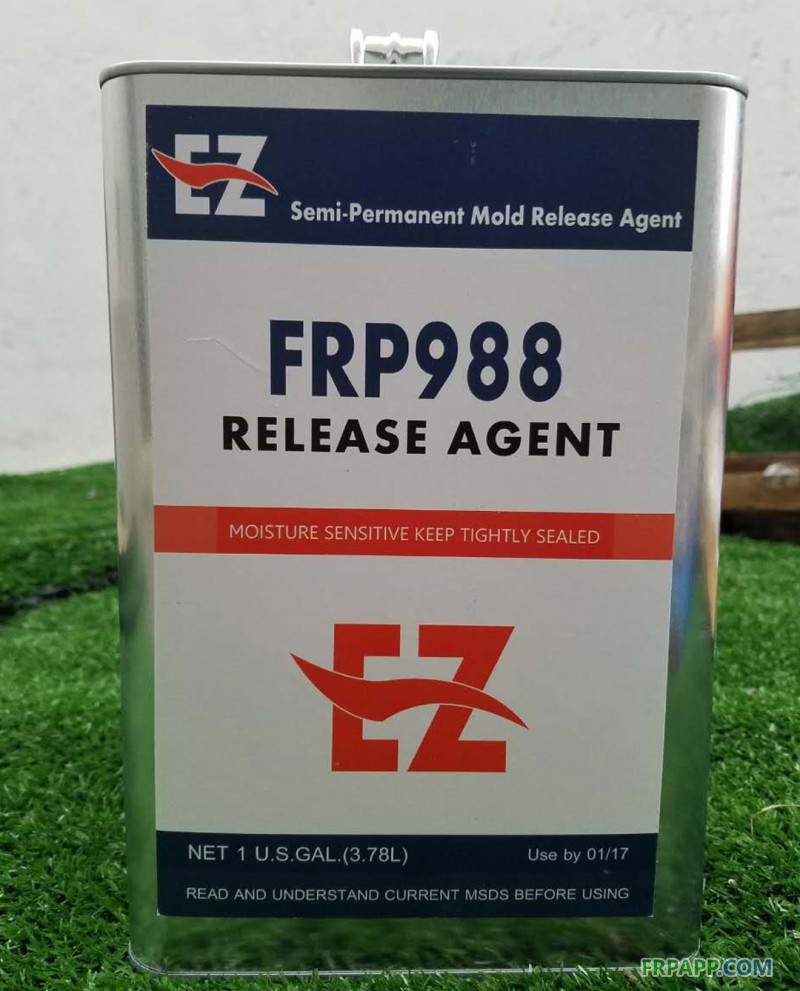 EZ
Semi-Permanent Mold Release Agent
FRP988
RELEASE AGENT
MOISTURE SENSITIVE KEEP TIGHTLY SEALED
EZ
NET 1 U.S.GAL.(3.78L)
Use by 01/17
READ AND UNDERSTAND CURRENT MSDS BEFORE USING
FRPAPP.COM